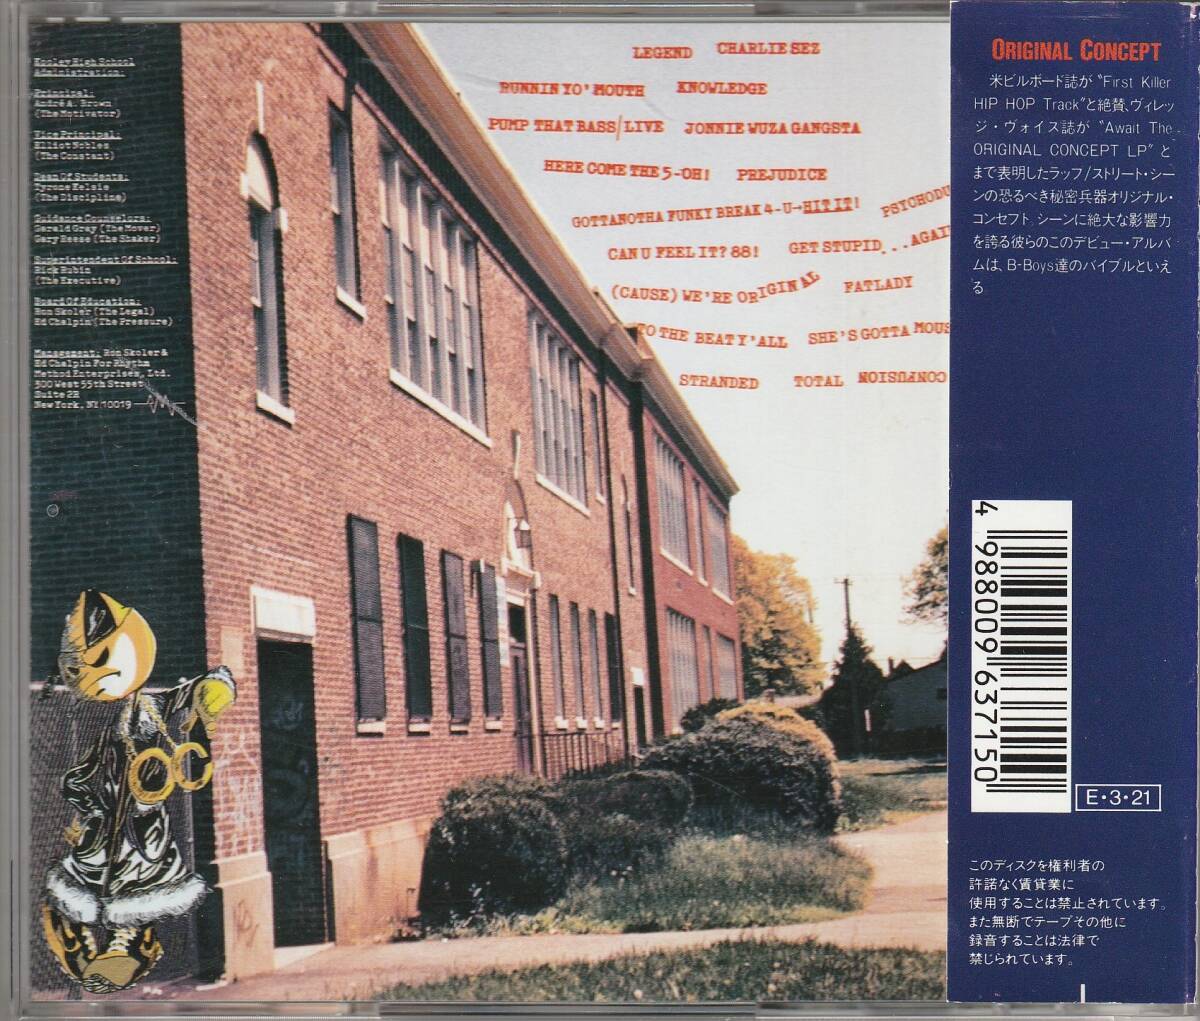 Kooley High School
Administration:
Principal:
André A. Brown
(The Motivator)
Vice Principal:
Elliot Nobles
(The Constant)
Dean Of Students:
Tyrone Kelsie
(The Discipline)
Guidance Counselors:
Gerald Gray (The Mover)
Gary Reese (The Shaker)
Superintendent Of School:
Rick Rubin
(The Executive)
Board Of Education:
Ron Skoler (The Legal)
Ed Chalpin (The Pressure)
Management: Ron Skoler &
Ed Chalpin For Rhythm
Method Enterprises, Ltd.
300 West 55th Street
Suite 2R
New York, NY 10019
LEGEND CHARLIE SEZ
RUNNIN YO' MOUTH KNOWLEDGE
PUMP THAT BASS/LIVE JONNIE WUZA GANGSTA
HERE COME THE 5-OH! PREJUDICE
GOTTANOTHA FUNKY BREAK 4-U→HIT IT! PSYCHODU
CAN U FEEL IT? 88! GET STUPID...AGAI
(CAUSE) WE'RE ORIGINAL FATLADY
TO THE BEAT Y'ALL SHE'S GOTTA MOUS
STRANDED TOTAL CONFUSION
OC
ORIGINAL CONCEPT
米ビルボード誌が〝First Killer
HIP HOP Track〟と絶賛、ヴィレッ
ジ・ヴォイス誌が〝Await The
ORIGINAL CONCEPT LP〟と
まで表明したラップ/ストリート・シー
ンの恐るべき秘密兵器オリジナル・
コンセプト。シーンに絶大な影響力
を誇る彼らのこのデビュー・アルバ
ムは、B-Boys達のバイブルといえ
る
4 988009 637150
E・3・21
このディスクを権利者の
許諾なく賃貸業に
使用することは禁止されています。
また無断でテープその他に
録音することは法律で
禁じられています。